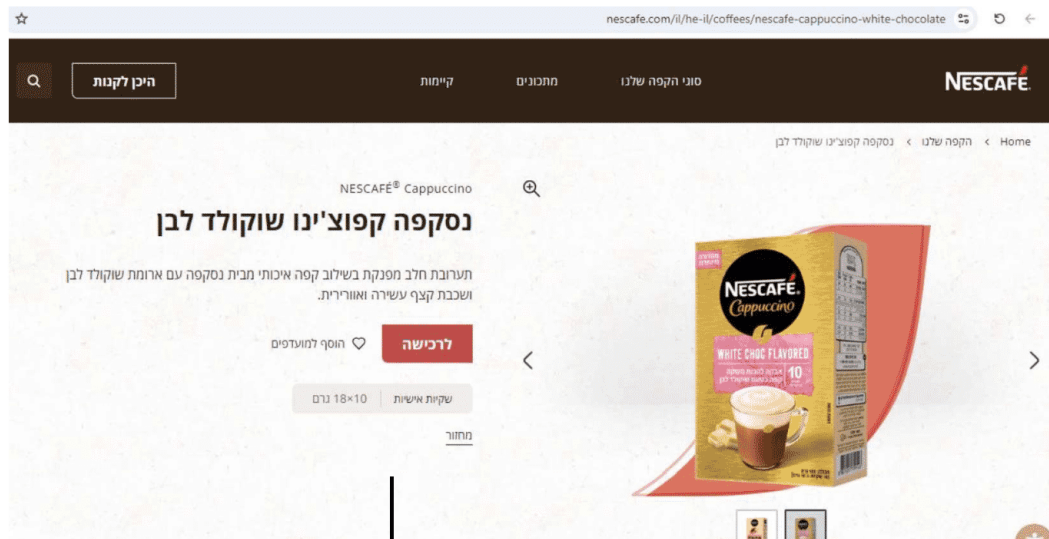 nescafe.com/il/he-il/coffees/nescafe-cappuccino-white-chocolate
NESCAFÉ.
סוגי הקפה שלנו
מתכונים
קיימות
היכן לקנות
Home › הקפה שלנו › נסקפה קפוצ'ינו שוקולד לבן
NESCAFÉ® Cappuccino
נסקפה קפוצ'ינו שוקולד לבן
תערובת חלב מפנקת בשילוב קפה איכותי מבית נסקפה עם ארומת שוקולד לבן
ושכבת קצף עשירה ואוורירית.
לרכישה
הוסף למועדפים
שקיות אישיות | 10×18 גרם
מחזור
NESCAFÉ.
Cappuccino
WHITE CHOC FLAVORED
10